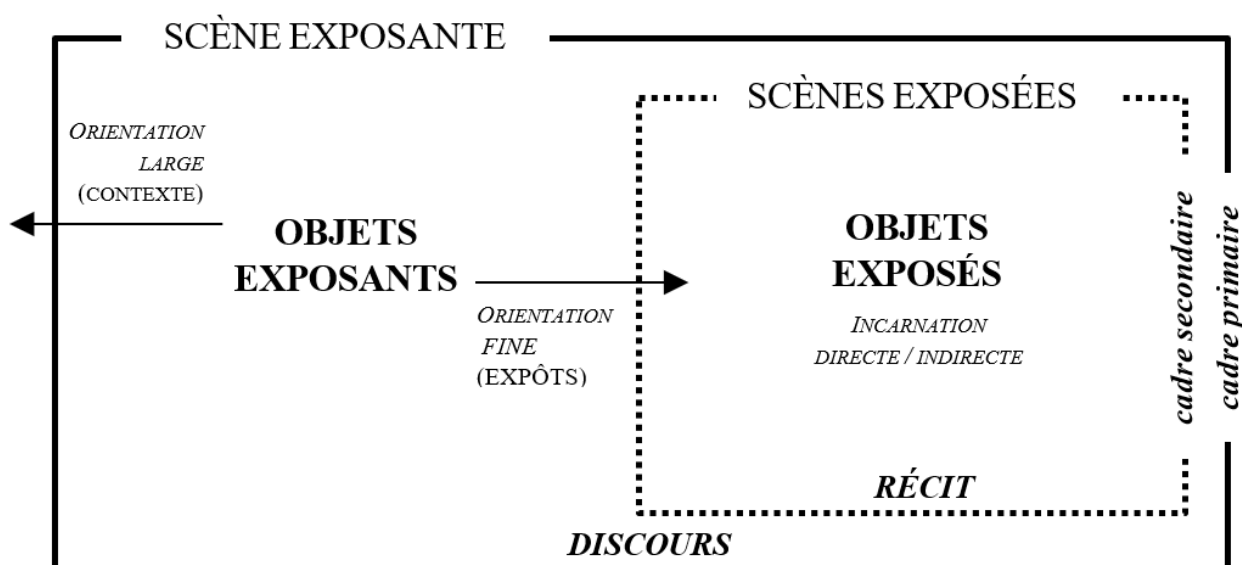 SCÈNE EXPOSANTE
SCÈNES EXPOSÉES
ORIENTATION
LARGE
(CONTEXTE)
OBJETS
EXPOSANTS
ORIENTATION
FINE
(EXPÔTS)
OBJETS
EXPOSÉS
INCARNATION
DIRECTE / INDIRECTE
cadre secondaire
cadre primaire
RÉCIT
DISCOURS